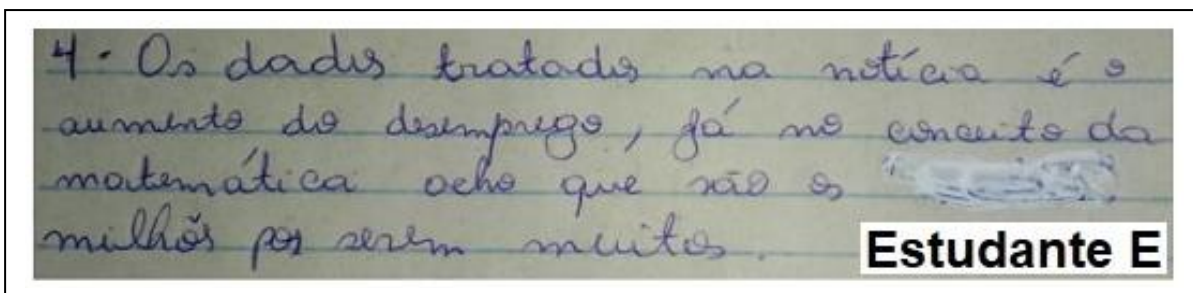 4 - Os dados tratados na notícia é o
aumento do desemprego, já no conceito da
matemática acho que são os
milhões por serem muitos.
Estudante E